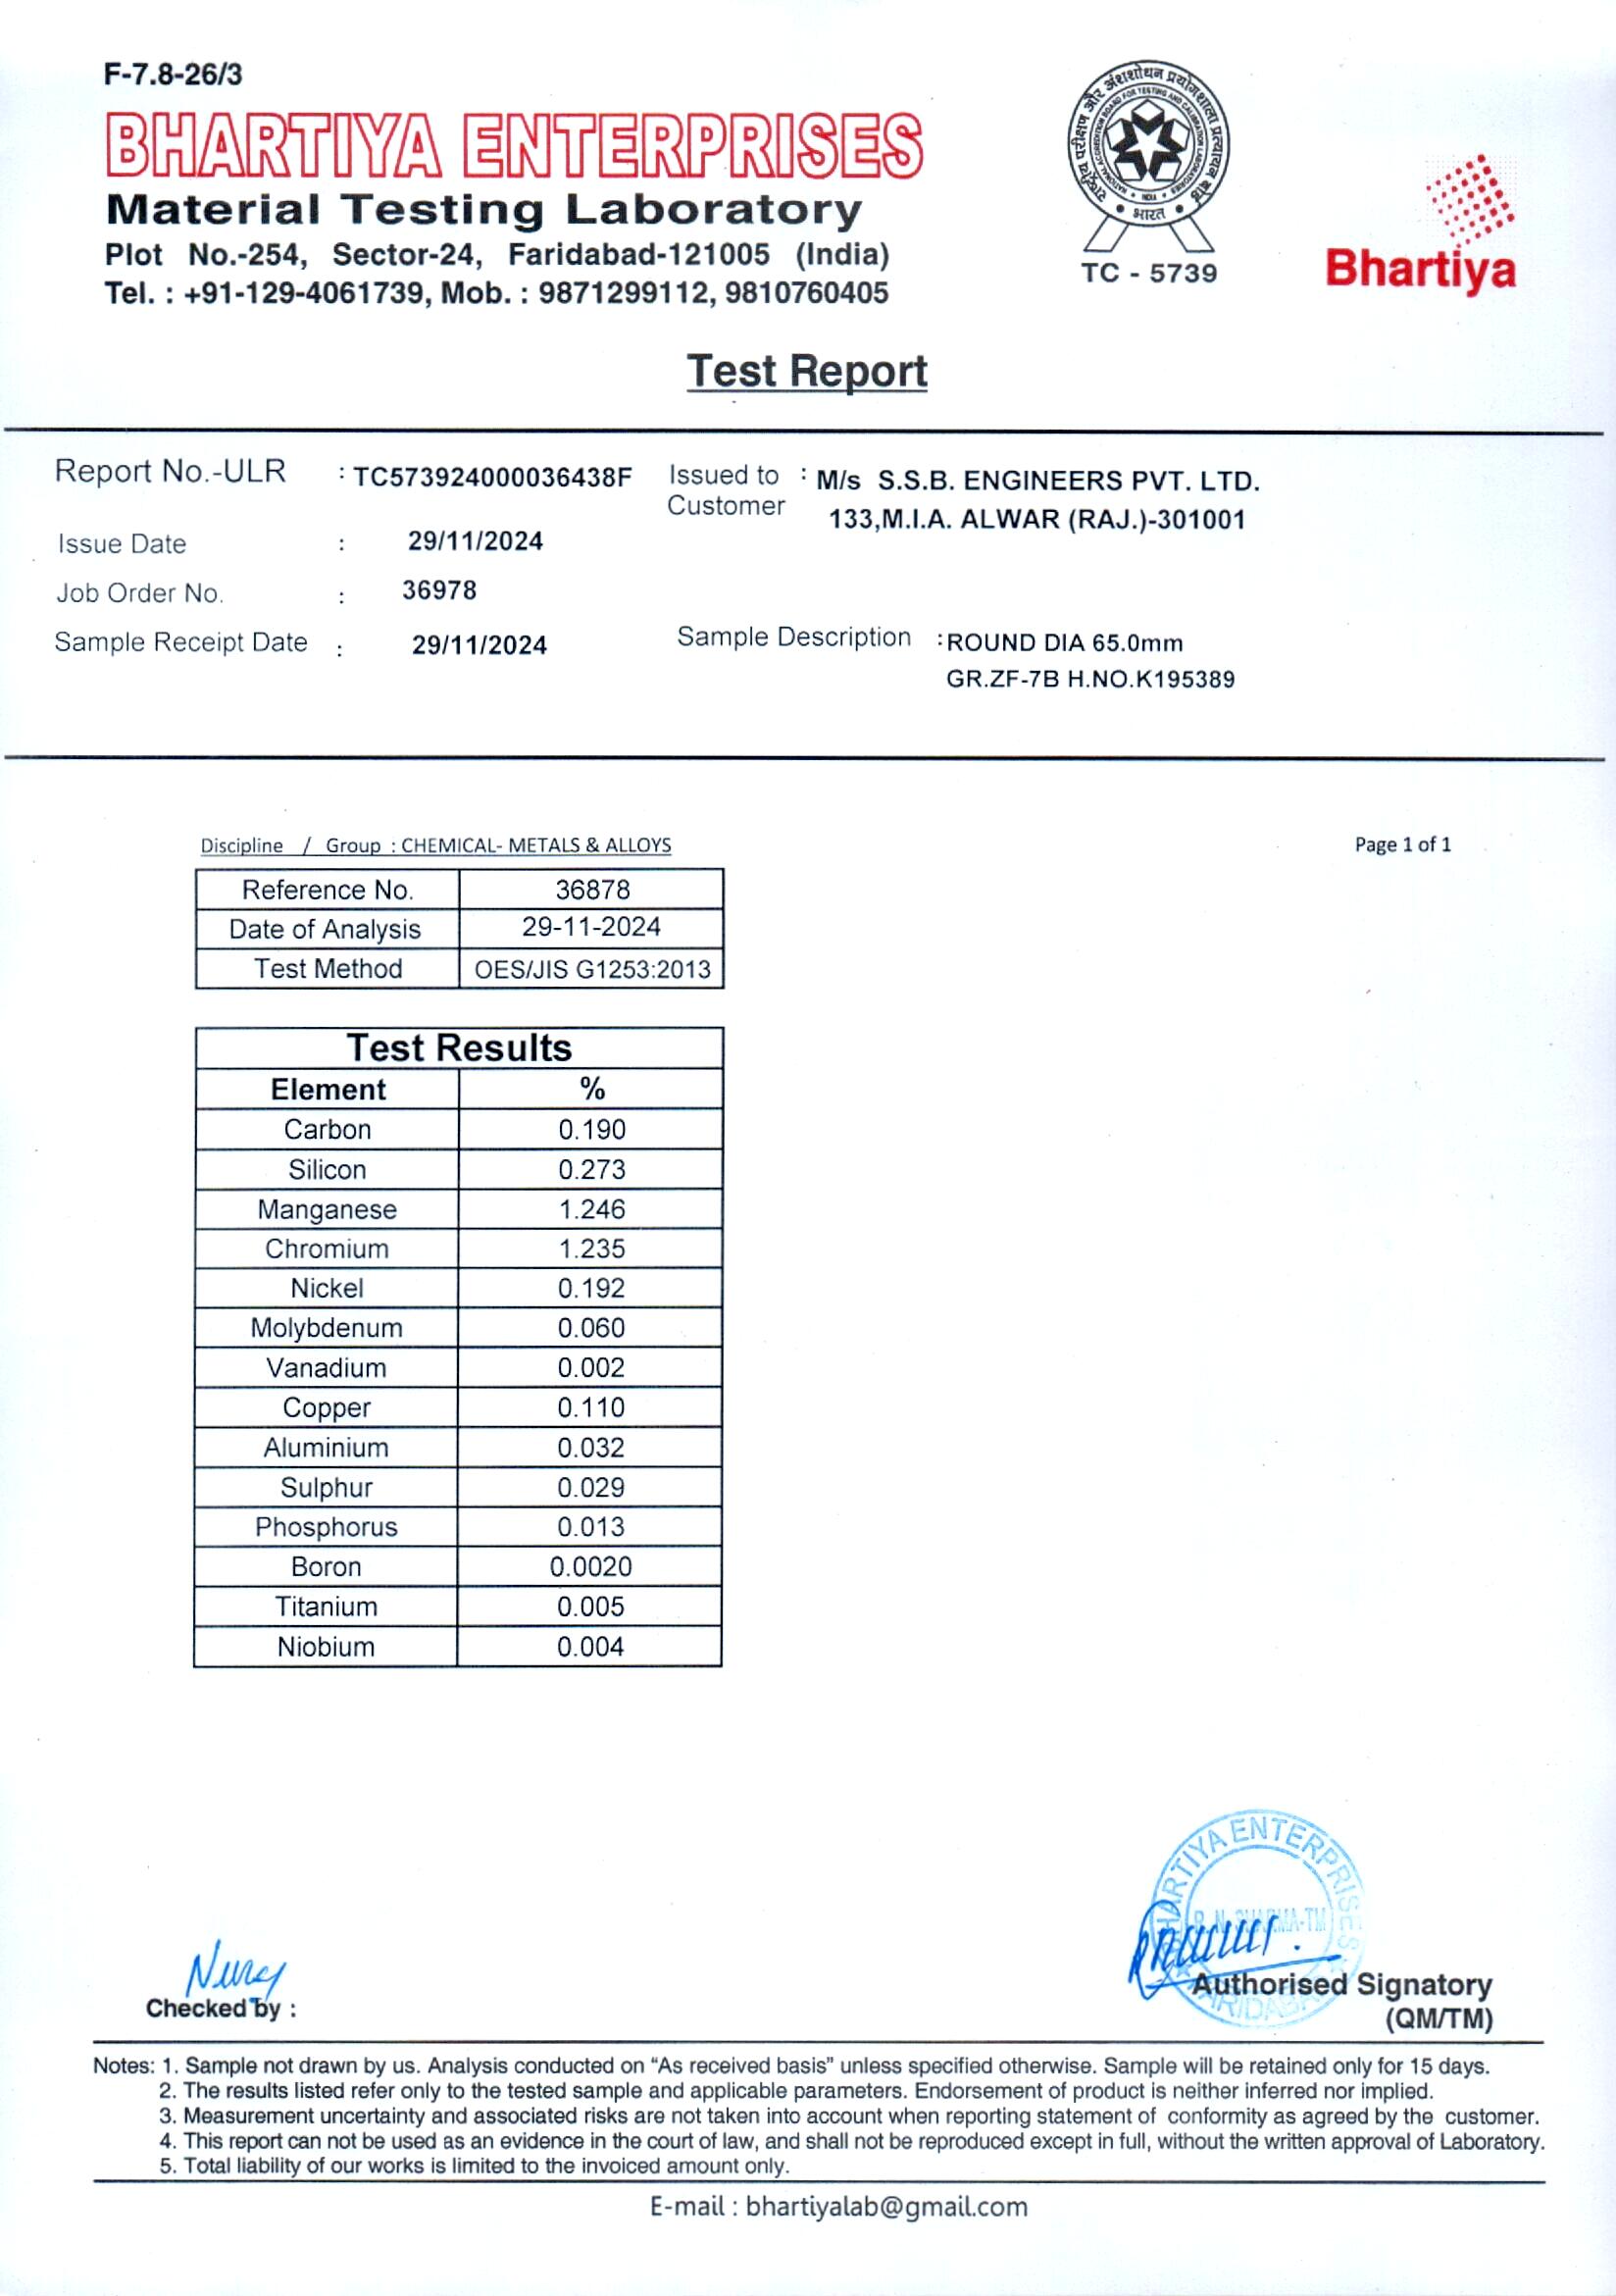 F-7.8-26/3
BHARTIYA ENTERPRISES
Material Testing Laboratory
Plot No.-254, Sector-24, Faridabad-121005 (India)
Tel. : +91-129-4061739, Mob. : 9871299112, 9810760405
राष्ट्रीय परीक्षण और अंशशोधन प्रयोगशाला प्रत्यायन बोर्ड
NATIONAL ACCREDITATION BOARD FOR TESTING AND CALIBRATION LABORATORIES
INDIA
भारत
TC - 5739
Bhartiya
Test Report
Report No.-ULR : TC573924000036438F
Issued to Customer : M/s S.S.B. ENGINEERS PVT. LTD.
133,M.I.A. ALWAR (RAJ.)-301001
Issue Date : 29/11/2024
Job Order No. : 36978
Sample Receipt Date : 29/11/2024
Sample Description :ROUND DIA 65.0mm
GR.ZF-7B H.NO.K195389
Discipline / Group : CHEMICAL- METALS & ALLOYS
Page 1 of 1
Reference No. 36878
Date of Analysis 29-11-2024
Test Method OES/JIS G1253:2013
Test Results
Element %
Carbon 0.190
Silicon 0.273
Manganese 1.246
Chromium 1.235
Nickel 0.192
Molybdenum 0.060
Vanadium 0.002
Copper 0.110
Aluminium 0.032
Sulphur 0.029
Phosphorus 0.013
Boron 0.0020
Titanium 0.005
Niobium 0.004
BHARTIYA ENTERPRISES
R. N. SHARMA-TM
FARIDABAD
Checked by :
Authorised Signatory
(QM/TM)
Notes: 1. Sample not drawn by us. Analysis conducted on “As received basis” unless specified otherwise. Sample will be retained only for 15 days.
2. The results listed refer only to the tested sample and applicable parameters. Endorsement of product is neither inferred nor implied.
3. Measurement uncertainty and associated risks are not taken into account when reporting statement of conformity as agreed by the customer.
4. This report can not be used as an evidence in the court of law, and shall not be reproduced except in full, without the written approval of Laboratory.
5. Total liability of our works is limited to the invoiced amount only.
E-mail : bhartiyalab@gmail.com